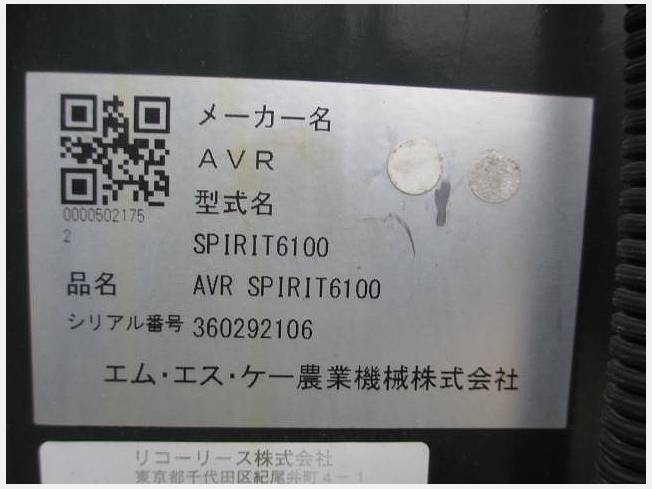 メーカー名
AVR
型式名
0000502175
2
SPIRIT6100
品名 AVR SPIRIT6100
シリアル番号 360292106
エム・エス・ケー農業機械株式会社
リコーリース株式会社
東京都千代田区紀尾井町4-1